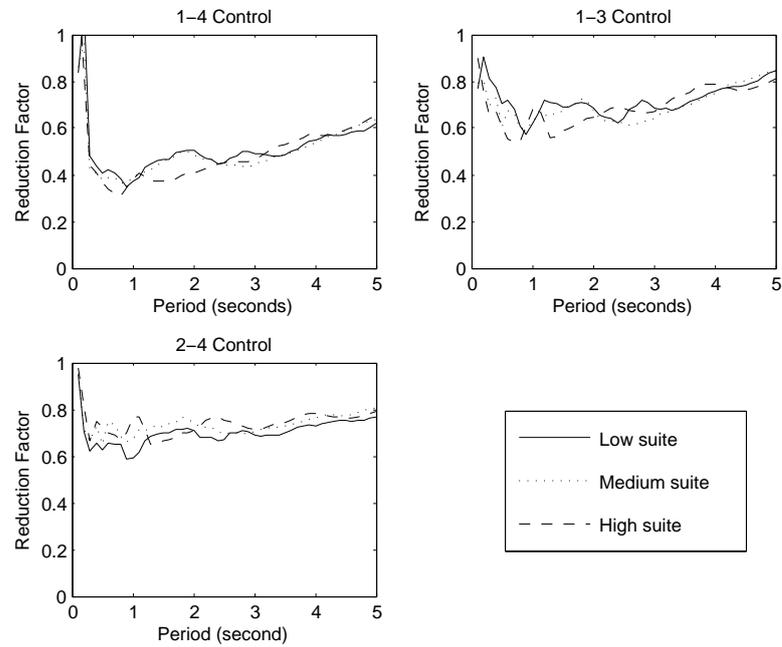 1−4 Control
1
0.8
0.6
0.4
0.2
0
Reduction Factor
0 1 2 3 4 5
Period (seconds)
1−3 Control
1
0.8
0.6
0.4
0.2
0
Reduction Factor
0 1 2 3 4 5
Period (seconds)
2−4 Control
1
0.8
0.6
0.4
0.2
0
Reduction Factor
0 1 2 3 4 5
Period (second)
Low suite
Medium suite
High suite